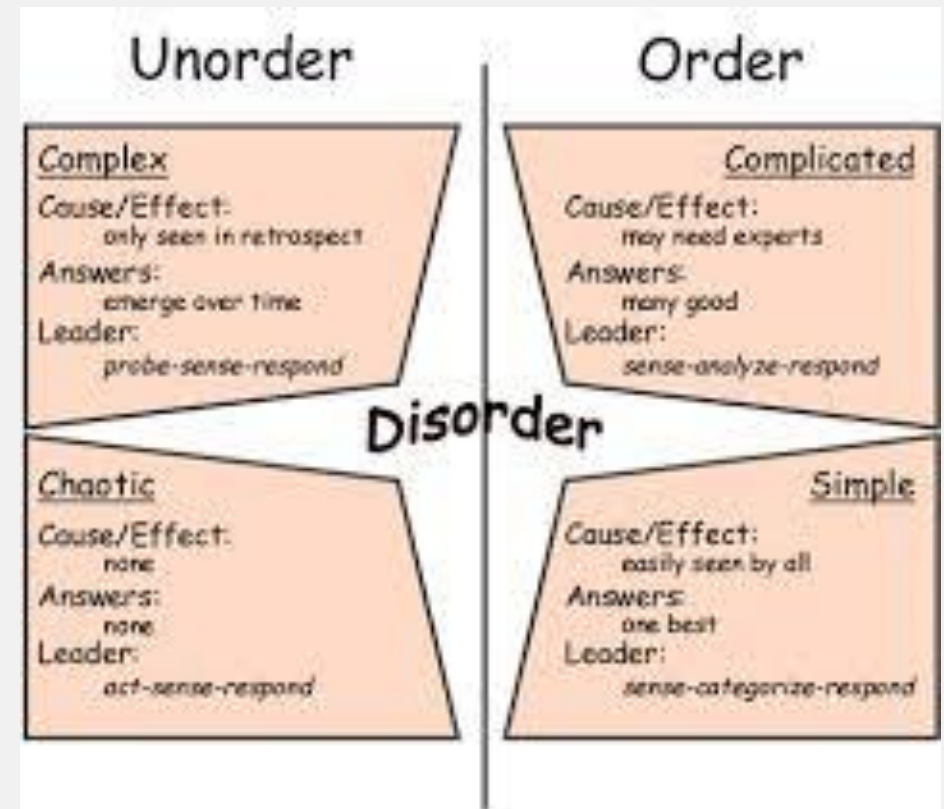 Unorder
Order
Complex
Cause/Effect:
only seen in retrospect
Answers:
emerge over time
Leader:
probe-sense-respond
Complicated
Cause/Effect:
may need experts
Answers:
many good
Leader:
sense-analyze-respond
Disorder
Chaotic
Cause/Effect:
none
Answers:
none
Leader:
act-sense-respond
Simple
Cause/Effect:
easily seen by all
Answers:
one best
Leader:
sense-categorize-respond